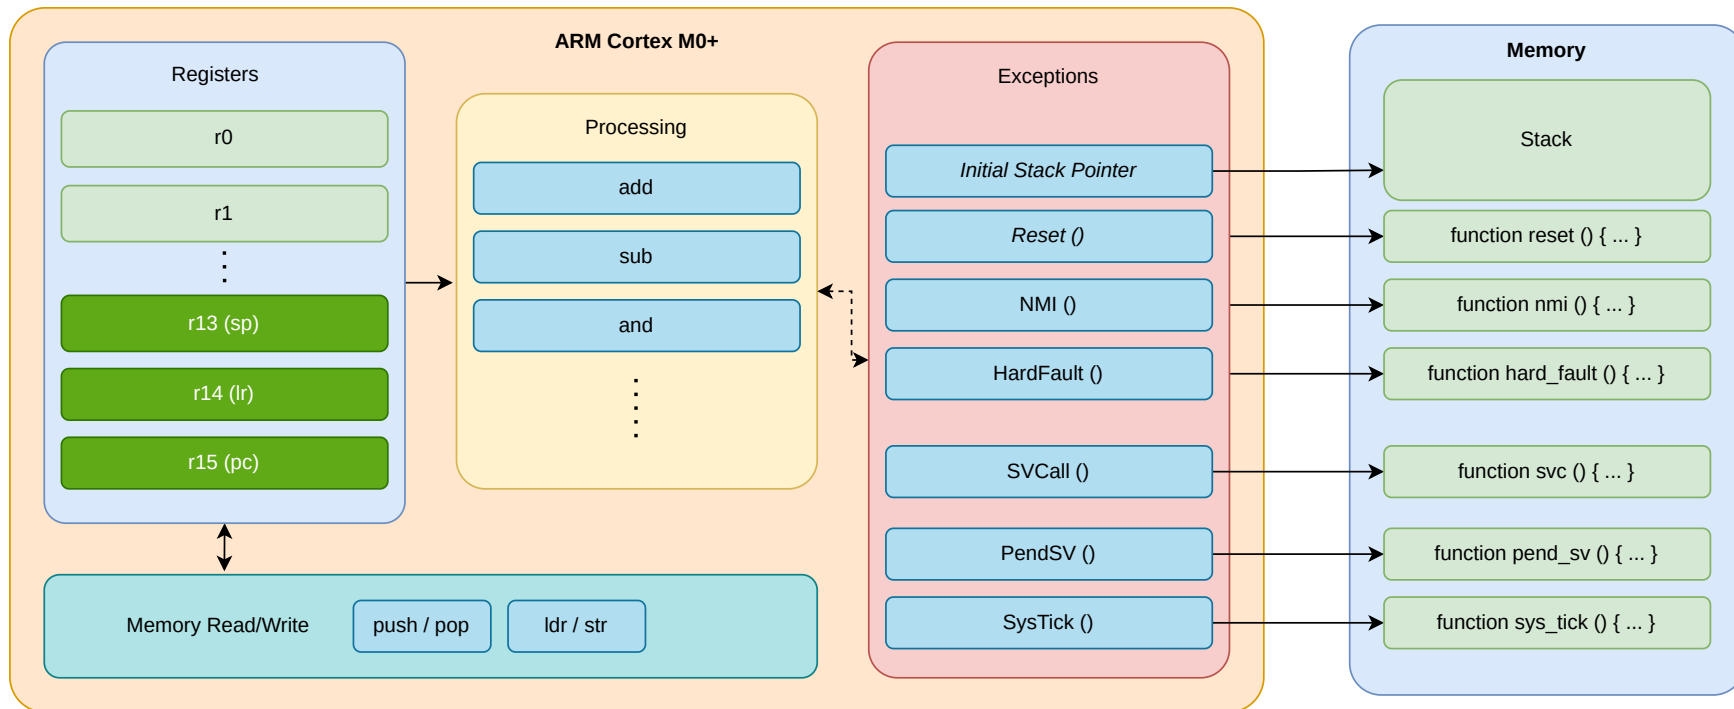 ARM Cortex M0+
Registers
r0
r1
r13 (sp)
r14 (lr)
r15 (pc)
Processing
add
sub
and
Memory Read/Write
push / pop
ldr / str
Exceptions
Initial Stack Pointer
Reset ()
NMI ()
HardFault ()
SVCall ()
PendSV ()
SysTick ()
Memory
Stack
function reset () { ... }
function nmi () { ... }
function hard_fault () { ... }
function svc () { ... }
function pend_sv () { ... }
function sys_tick () { ... }